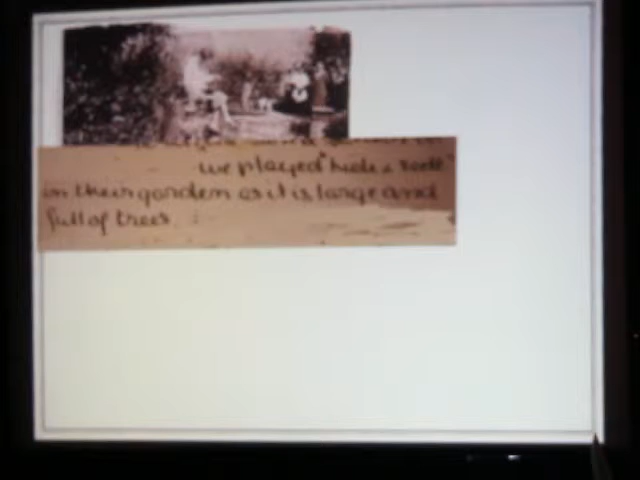 we played "hide & seek"
in their garden as it is large and
full of trees.